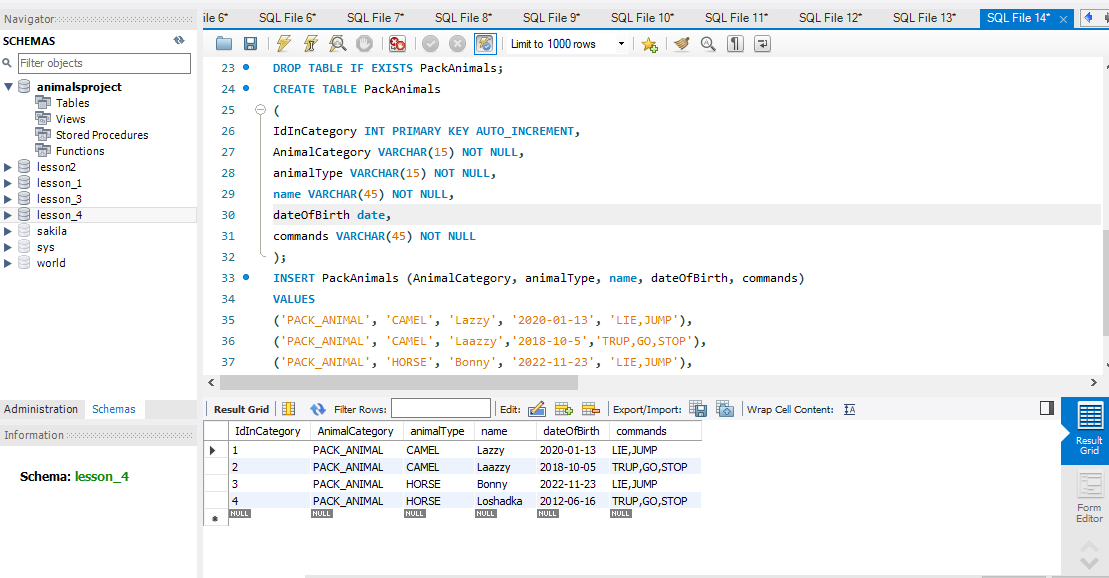 Navigator
SCHEMAS
Filter objects
animalsproject
Tables
Views
Stored Procedures
Functions
lesson2
lesson_1
lesson_3
lesson_4
sakila
sys
world
Administration Schemas
Information
Schema: lesson_4
ile 6* SQL File 6* SQL File 7* SQL File 8* SQL File 9* SQL File 10* SQL File 11* SQL File 12* SQL File 13* SQL File 14*
Limit to 1000 rows
23 DROP TABLE IF EXISTS PackAnimals;
24 CREATE TABLE PackAnimals
25 (
26 IdInCategory INT PRIMARY KEY AUTO_INCREMENT,
27 AnimalCategory VARCHAR(15) NOT NULL,
28 animalType VARCHAR(15) NOT NULL,
29 name VARCHAR(45) NOT NULL,
30 dateOfBirth date,
31 commands VARCHAR(45) NOT NULL
32 );
33 INSERT PackAnimals (AnimalCategory, animalType, name, dateOfBirth, commands)
34 VALUES
35 ('PACK_ANIMAL', 'CAMEL', 'Lazzy', '2020-01-13', 'LIE,JUMP'),
36 ('PACK_ANIMAL', 'CAMEL', 'Laazzy','2018-10-5','TRUP,GO,STOP'),
37 ('PACK_ANIMAL', 'HORSE', 'Bonny', '2022-11-23', 'LIE,JUMP'),
Result Grid Filter Rows: Edit: Export/Import: Wrap Cell Content:
IdInCategory AnimalCategory animalType name dateOfBirth commands
1 PACK_ANIMAL CAMEL Lazzy 2020-01-13 LIE,JUMP
2 PACK_ANIMAL CAMEL Laazzy 2018-10-05 TRUP,GO,STOP
3 PACK_ANIMAL HORSE Bonny 2022-11-23 LIE,JUMP
4 PACK_ANIMAL HORSE Loshadka 2012-06-16 TRUP,GO,STOP
NULL NULL NULL NULL NULL NULL
Result
Grid
Form
Editor